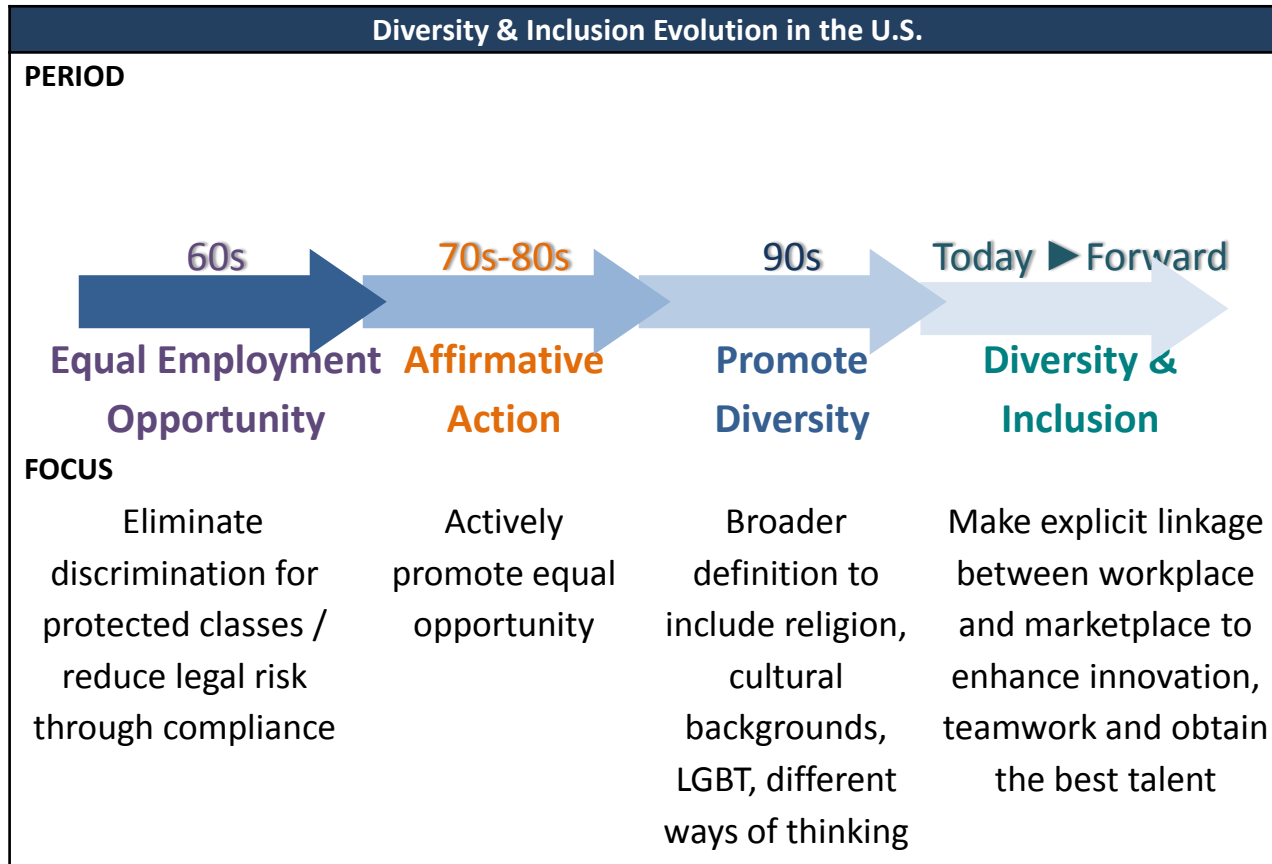 Diversity & Inclusion Evolution in the U.S.
PERIOD
60s
70s-80s
90s
Today ► Forward
Equal Employment
Opportunity
Affirmative
Action
Promote
Diversity
Diversity &
Inclusion
FOCUS
Eliminate
discrimination for
protected classes /
reduce legal risk
through compliance
Actively
promote equal
opportunity
Broader
definition to
include religion,
cultural
backgrounds,
LGBT, different
ways of thinking
Make explicit linkage
between workplace
and marketplace to
enhance innovation,
teamwork and obtain
the best talent